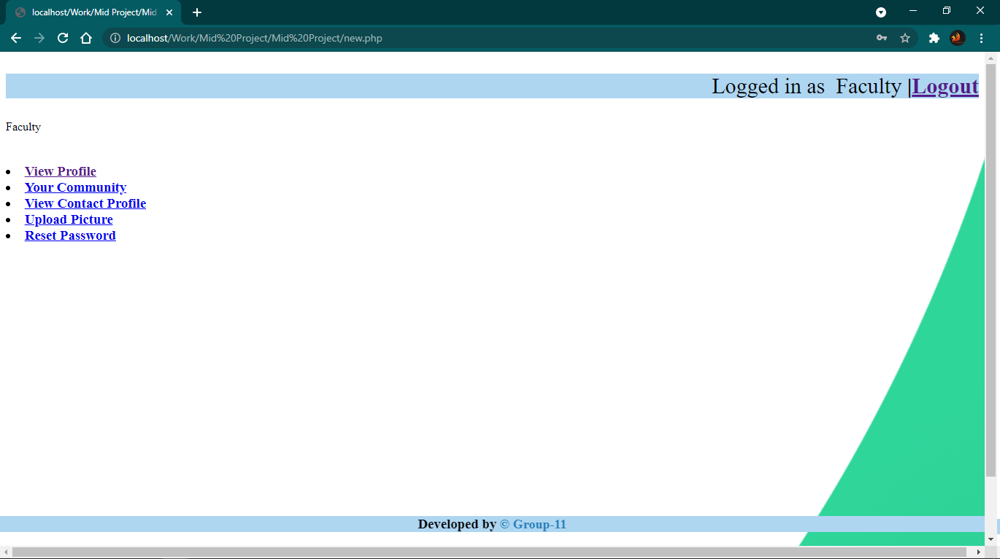 localhost/Work/Mid Project/Mid
localhost/Work/Mid%20Project/Mid%20Project/new.php
Logged in as  Faculty |Logout
Faculty
View Profile
Your Community
View Contact Profile
Upload Picture
Reset Password
Developed by © Group-11